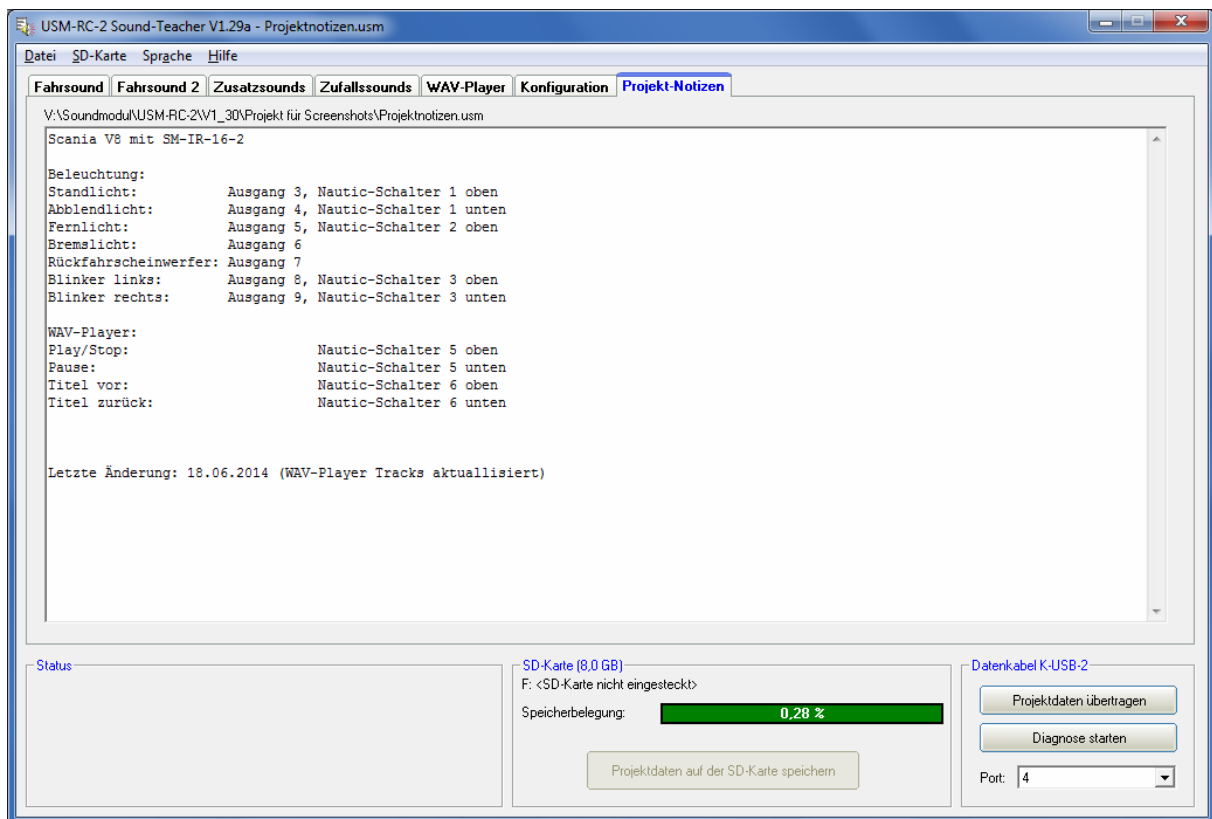 USM-RC-2 Sound-Teacher V1.29a - Projektnotizen.usm
Datei SD-Karte Sprache Hilfe
Fahrsound Fahrsound 2 Zusatzsounds Zufallssounds WAV-Player Konfiguration Projekt-Notizen
V:\Soundmodul\USM-RC-2\V1_30\Projekt für Screenshots\Projektnotizen.usm
Scania V8 mit SM-IR-16-2
Beleuchtung:
Standlicht: Ausgang 3, Nautic-Schalter 1 oben
Abblendlicht: Ausgang 4, Nautic-Schalter 1 unten
Fernlicht: Ausgang 5, Nautic-Schalter 2 oben
Bremslicht: Ausgang 6
Rückfahrscheinwerfer: Ausgang 7
Blinker links: Ausgang 8, Nautic-Schalter 3 oben
Blinker rechts: Ausgang 9, Nautic-Schalter 3 unten
WAV-Player:
Play/Stop: Nautic-Schalter 5 oben
Pause: Nautic-Schalter 5 unten
Titel vor: Nautic-Schalter 6 oben
Titel zurück: Nautic-Schalter 6 unten
Letzte Änderung: 18.06.2014 (WAV-Player Tracks aktuallisiert)
Status
SD-Karte (8,0 GB)
F: <SD-Karte nicht eingesteckt>
Speicherbelegung: 0,28 %
Projektdaten auf der SD-Karte speichern
Datenkabel K-USB-2
Projektdaten übertragen
Diagnose starten
Port: 4